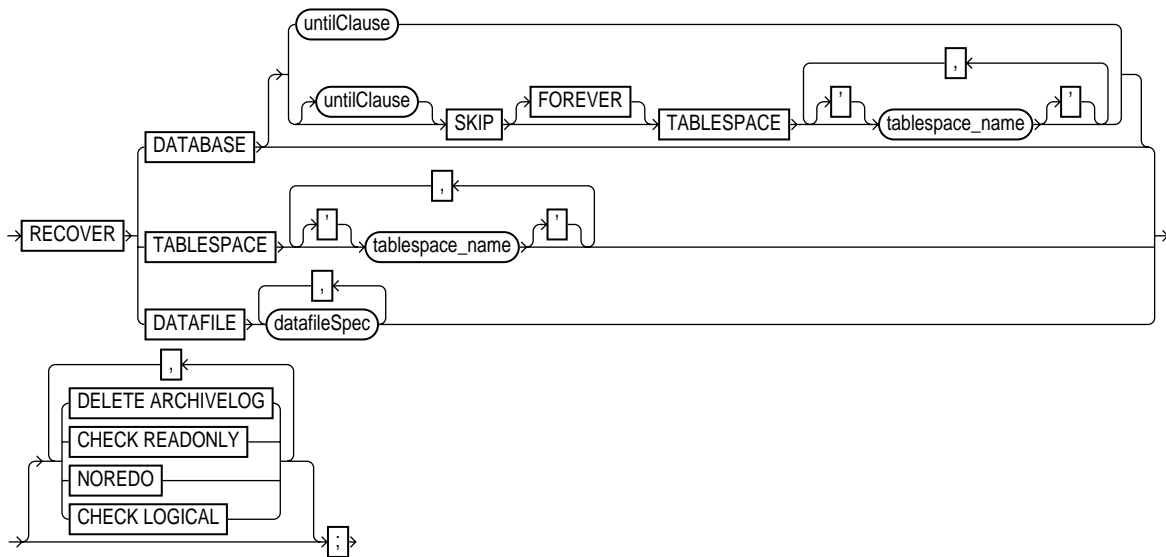 untilClause
,
untilClause SKIP FOREVER TABLESPACE ' tablespace_name '
DATABASE
,
RECOVER TABLESPACE ' tablespace_name '
,
DATAFILE datafileSpec
,
DELETE ARCHIVELOG
CHECK READONLY
NOREDO
CHECK LOGICAL
;